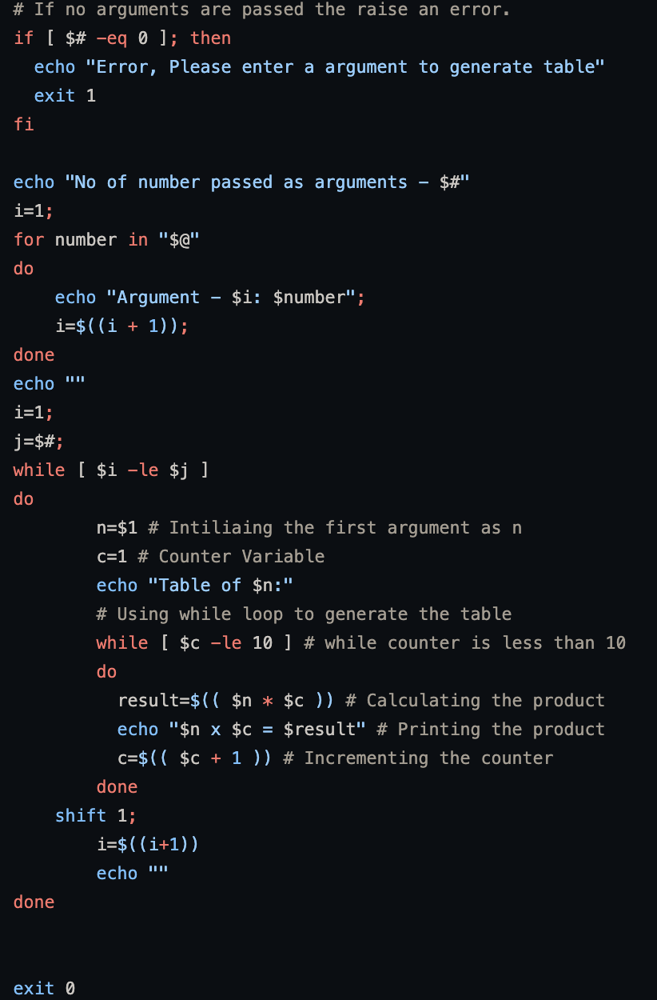 # If no arguments are passed the raise an error.
if [ $# -eq 0 ]; then
  echo "Error, Please enter a argument to generate table"
  exit 1
fi

echo "No of number passed as arguments - $#"
i=1;
for number in "$@"
do
    echo "Argument - $i: $number";
    i=$((i + 1));
done
echo ""
i=1;
j=$#;
while [ $i -le $j ]
do
        n=$1 # Intiliaing the first argument as n
        c=1 # Counter Variable
        echo "Table of $n:"
        # Using while loop to generate the table
        while [ $c -le 10 ] # while counter is less than 10
        do
          result=$(( $n * $c )) # Calculating the product
          echo "$n x $c = $result" # Printing the product
          c=$(( $c + 1 )) # Incrementing the counter
        done
    shift 1;
        i=$((i+1))
        echo ""
done

exit 0